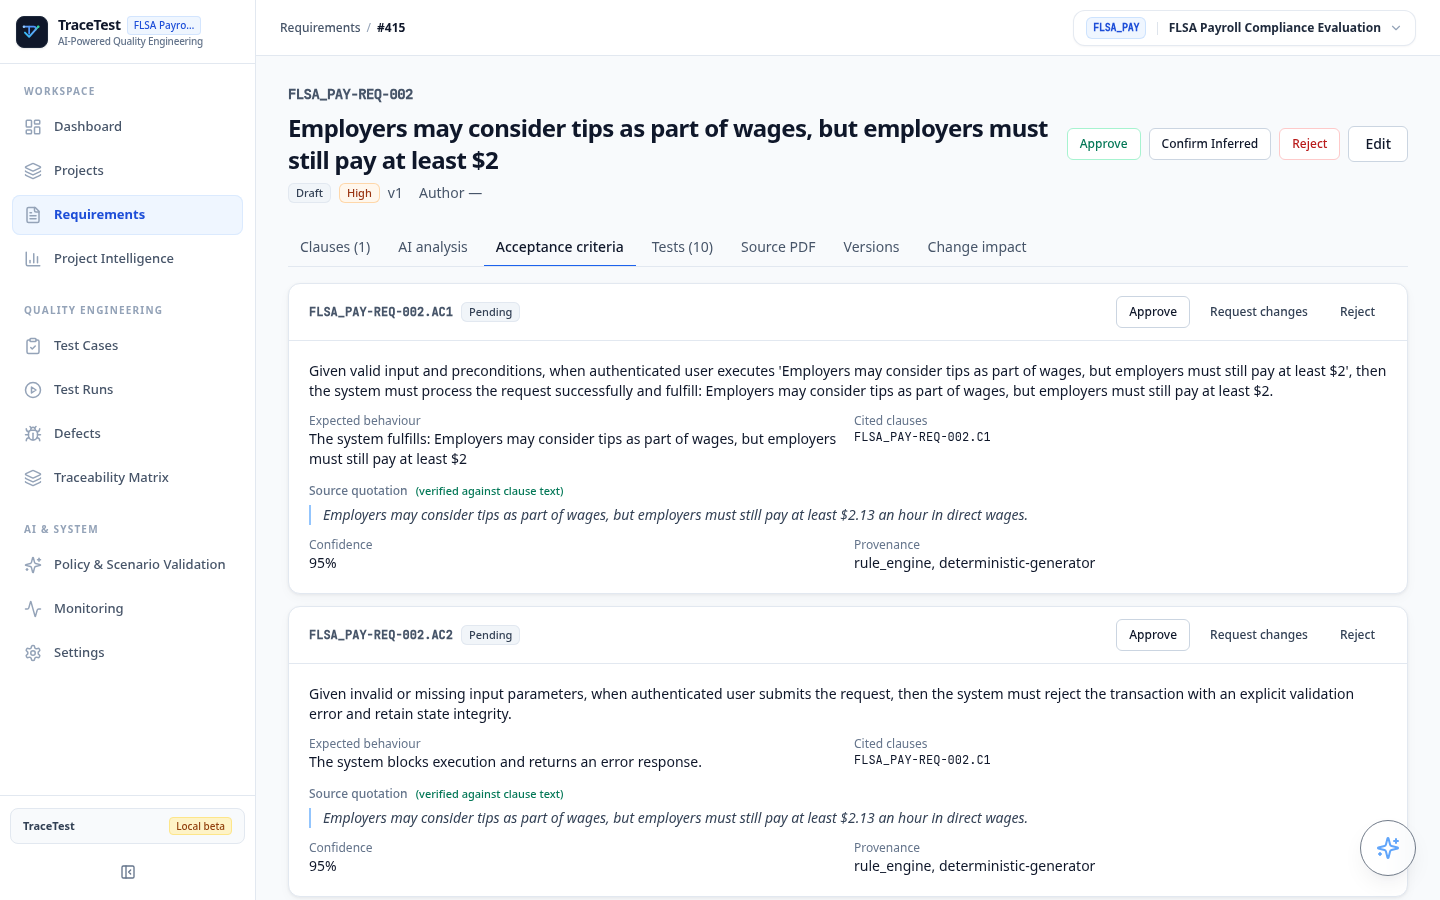 TraceTest
FLSA Payro...
AI-Powered Quality Engineering
WORKSPACE
Dashboard
Projects
Requirements
Project Intelligence
QUALITY ENGINEERING
Test Cases
Test Runs
Defects
Traceability Matrix
AI & SYSTEM
Policy & Scenario Validation
Monitoring
Settings
TraceTest
Local beta
Requirements / #415
FLSA_PAY
FLSA Payroll Compliance Evaluation
FLSA_PAY-REQ-002
Employers may consider tips as part of wages, but employers must
still pay at least $2
Approve
Confirm Inferred
Reject
Edit
Draft
High
v1
Author —
Clauses (1)
AI analysis
Acceptance criteria
Tests (10)
Source PDF
Versions
Change impact
FLSA_PAY-REQ-002.AC1
Pending
Approve
Request changes
Reject
Given valid input and preconditions, when authenticated user executes 'Employers may consider tips as part of wages, but employers must still pay at least $2', then
the system must process the request successfully and fulfill: Employers may consider tips as part of wages, but employers must still pay at least $2.
Expected behaviour
The system fulfills: Employers may consider tips as part of wages, but employers
must still pay at least $2
Cited clauses
FLSA_PAY-REQ-002.C1
Source quotation (verified against clause text)
Employers may consider tips as part of wages, but employers must still pay at least $2.13 an hour in direct wages.
Confidence
95%
Provenance
rule_engine, deterministic-generator
FLSA_PAY-REQ-002.AC2
Pending
Approve
Request changes
Reject
Given invalid or missing input parameters, when authenticated user submits the request, then the system must reject the transaction with an explicit validation
error and retain state integrity.
Expected behaviour
The system blocks execution and returns an error response.
Cited clauses
FLSA_PAY-REQ-002.C1
Source quotation (verified against clause text)
Employers may consider tips as part of wages, but employers must still pay at least $2.13 an hour in direct wages.
Confidence
95%
Provenance
rule_engine, deterministic-generator